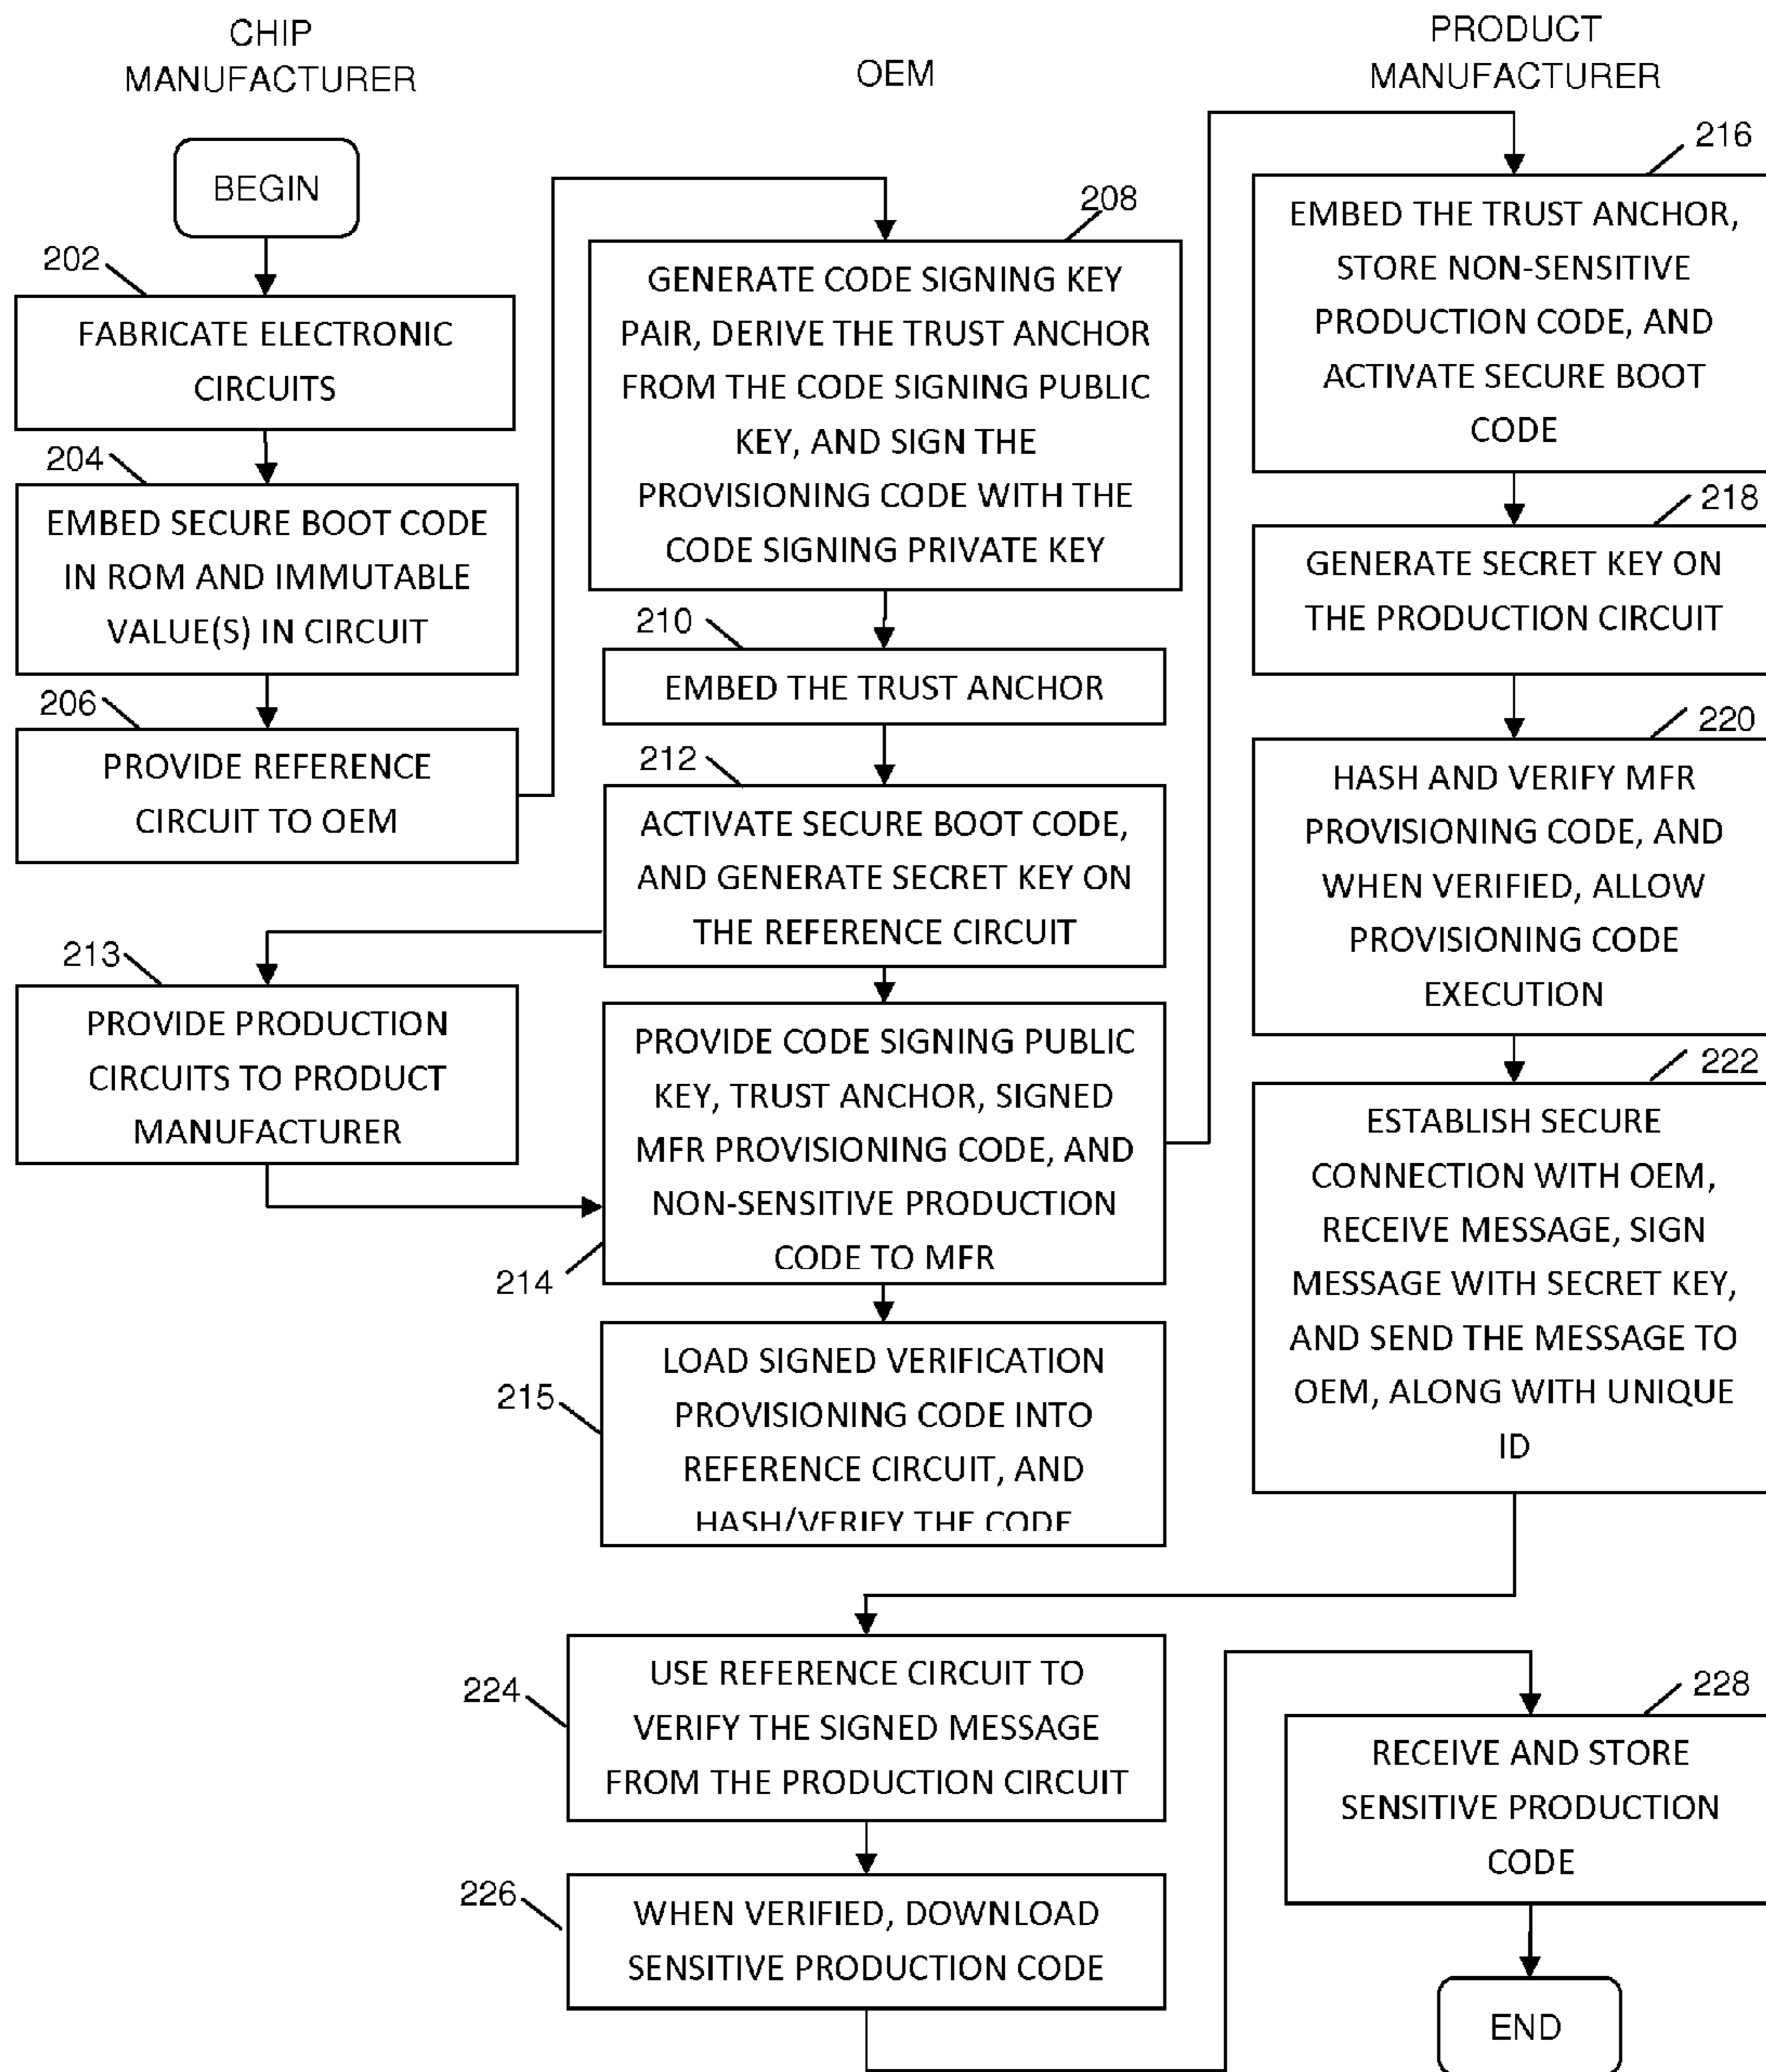 CHIP
MANUFACTURER
BEGIN
202
FABRICATE ELECTRONIC
CIRCUITS
204
EMBED SECURE BOOT CODE
IN ROM AND IMMUTABLE
VALUE(S) IN CIRCUIT
206
PROVIDE REFERENCE
CIRCUIT TO OEM
213
PROVIDE PRODUCTION
CIRCUITS TO PRODUCT
MANUFACTURER
OEM
208
GENERATE CODE SIGNING KEY
PAIR, DERIVE THE TRUST ANCHOR
FROM THE CODE SIGNING PUBLIC
KEY, AND SIGN THE
PROVISIONING CODE WITH THE
CODE SIGNING PRIVATE KEY
210
EMBED THE TRUST ANCHOR
212
ACTIVATE SECURE BOOT CODE,
AND GENERATE SECRET KEY ON
THE REFERENCE CIRCUIT
PROVIDE CODE SIGNING PUBLIC
KEY, TRUST ANCHOR, SIGNED
MFR PROVISIONING CODE, AND
NON-SENSITIVE PRODUCTION
CODE TO MFR
214
215
LOAD SIGNED VERIFICATION
PROVISIONING CODE INTO
REFERENCE CIRCUIT, AND
HASH/VERIFY THE CODE
PRODUCT
MANUFACTURER
216
EMBED THE TRUST ANCHOR,
STORE NON-SENSITIVE
PRODUCTION CODE, AND
ACTIVATE SECURE BOOT
CODE
218
GENERATE SECRET KEY ON
THE PRODUCTION CIRCUIT
220
HASH AND VERIFY MFR
PROVISIONING CODE, AND
WHEN VERIFIED, ALLOW
PROVISIONING CODE
EXECUTION
222
ESTABLISH SECURE
CONNECTION WITH OEM,
RECEIVE MESSAGE, SIGN
MESSAGE WITH SECRET KEY,
AND SEND THE MESSAGE TO
OEM, ALONG WITH UNIQUE
ID
224
USE REFERENCE CIRCUIT TO
VERIFY THE SIGNED MESSAGE
FROM THE PRODUCTION CIRCUIT
226
WHEN VERIFIED, DOWNLOAD
SENSITIVE PRODUCTION CODE
228
RECEIVE AND STORE
SENSITIVE PRODUCTION
CODE
END